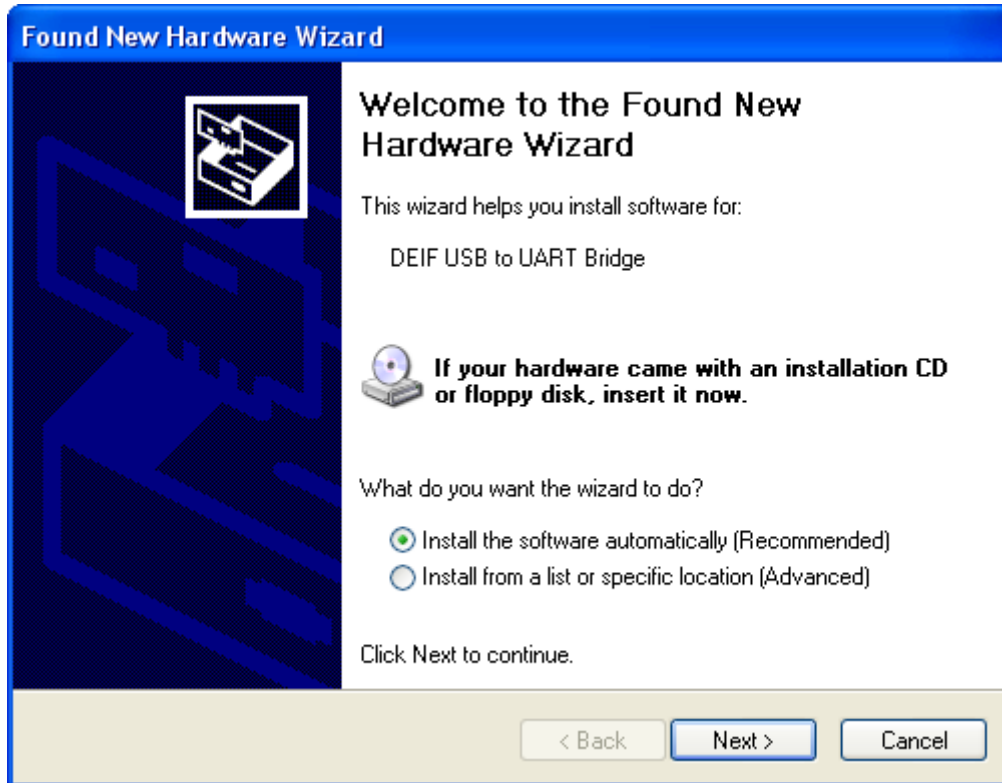 Found New Hardware Wizard
Welcome to the Found New
Hardware Wizard
This wizard helps you install software for:
DEIF USB to UART Bridge
If your hardware came with an installation CD
or floppy disk, insert it now.
What do you want the wizard to do?
Install the software automatically (Recommended)
Install from a list or specific location (Advanced)
Click Next to continue.
< Back
Next >
Cancel